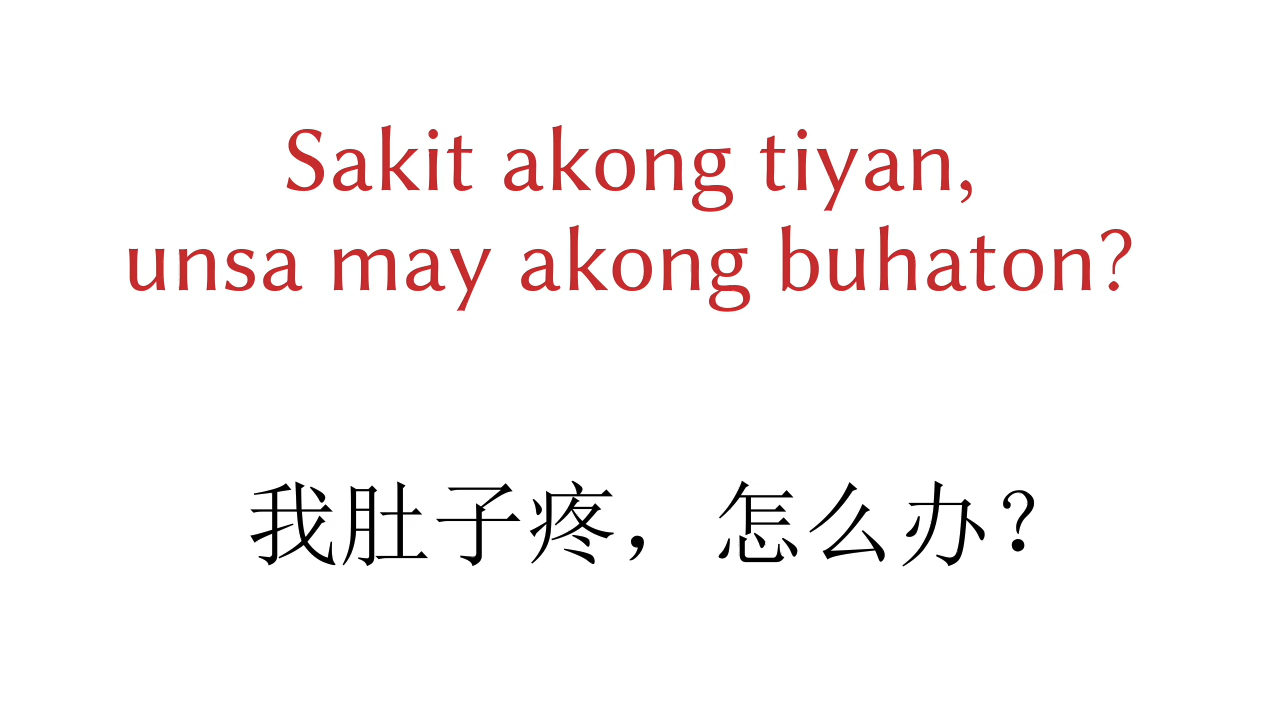 Sakit akong tiyan,
unsa may akong buhaton?
我肚子疼，怎么办？